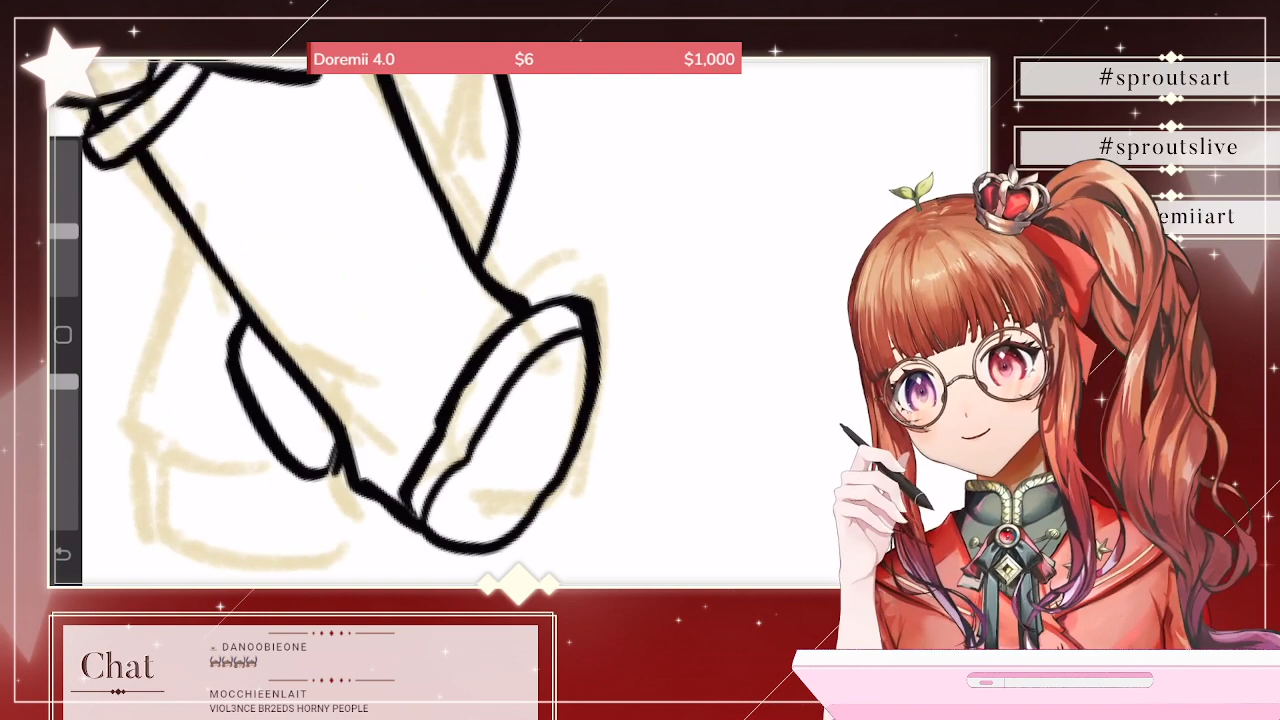 Doremii 4.0 $6 $1,000
#sproutsart
#sproutslive
emiiart
Chat
DANOOBIEONE
MOCCHIEENLAIT
VIOL3NCE BR2EDS HORNY PEOPLE